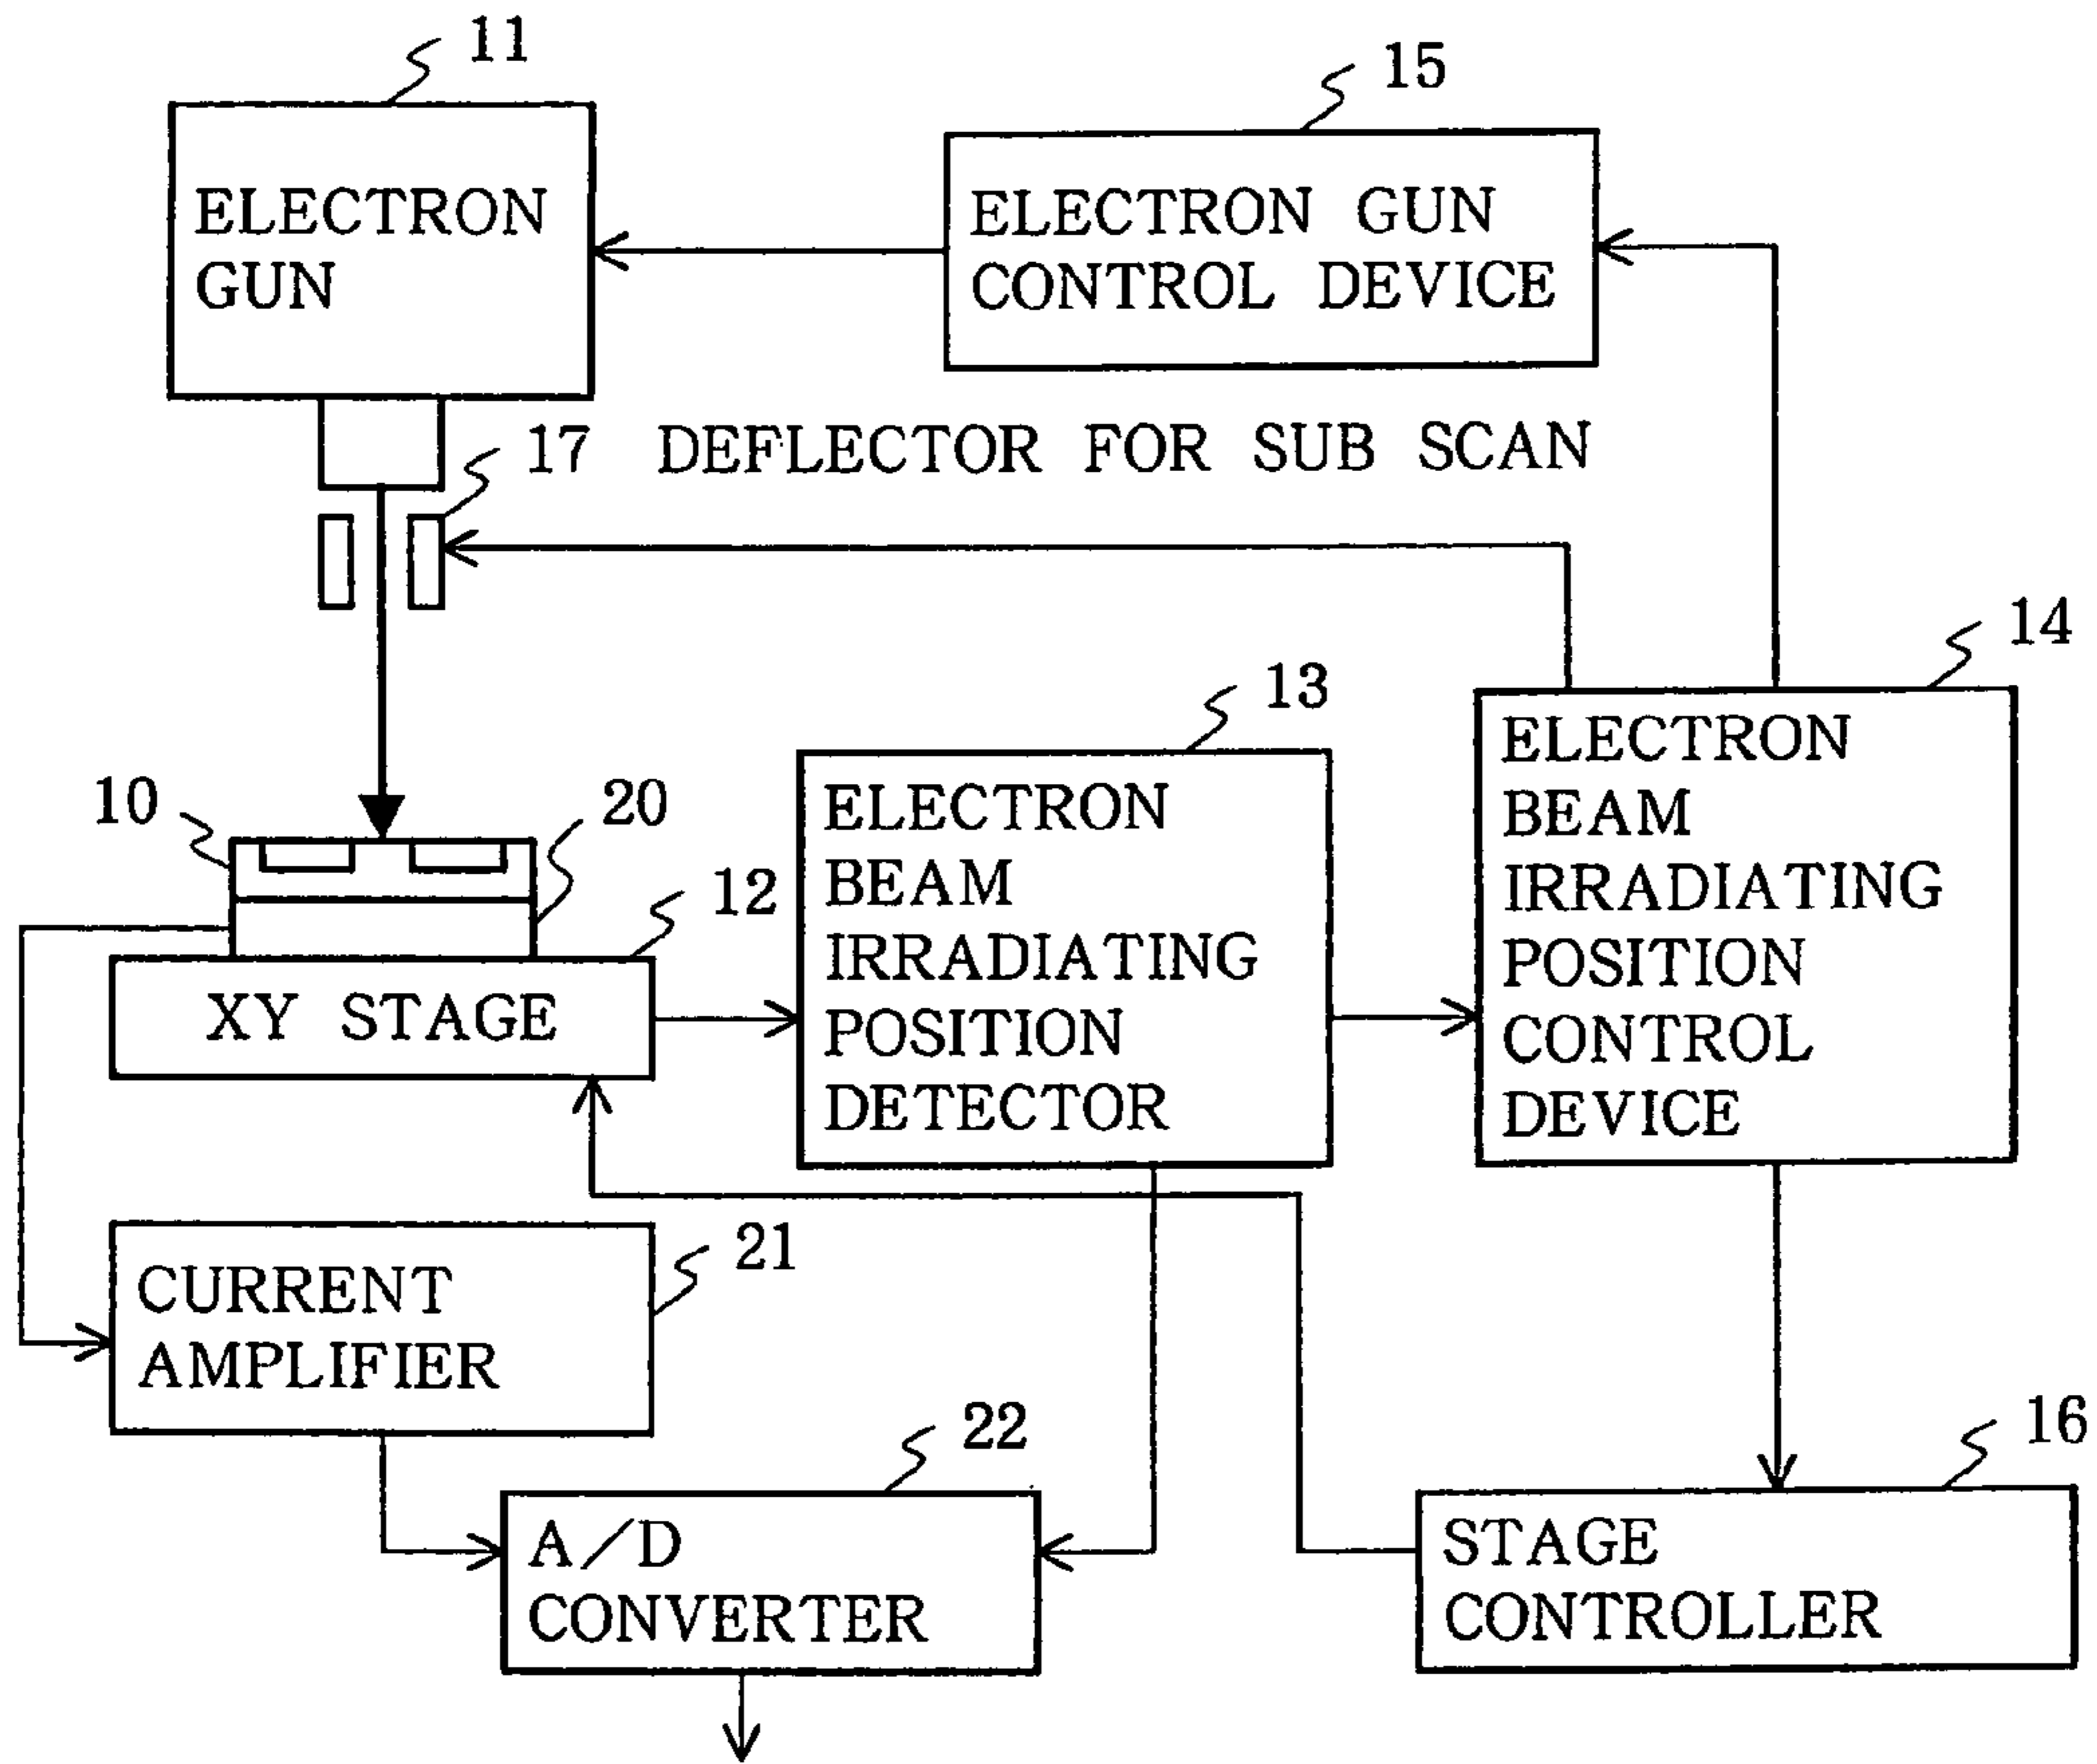 11
15
ELECTRON
GUN
ELECTRON GUN
CONTROL DEVICE
17 DEFLECTOR FOR SUB SCAN
14
13
ELECTRON
BEAM
IRRADIATING
POSITION
CONTROL
DEVICE
10
20
12
ELECTRON
BEAM
IRRADIATING
POSITION
DETECTOR
XY STAGE
21
CURRENT
AMPLIFIER
22
16
A/D
CONVERTER
STAGE
CONTROLLER